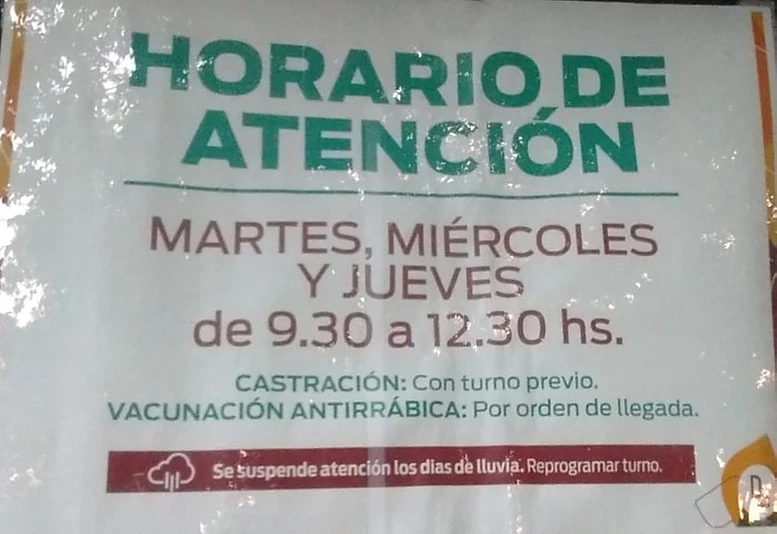 HORARIO DE
ATENCIÓN
MARTES, MIÉRCOLES
Y JUEVES
de 9.30 a 12.30 hs.
CASTRACIÓN: Con turno previo.
VACUNACIÓN ANTIRRÁBICA: Por orden de llegada.
Se suspende atención los dias de lluvia. Reprogramar turno.